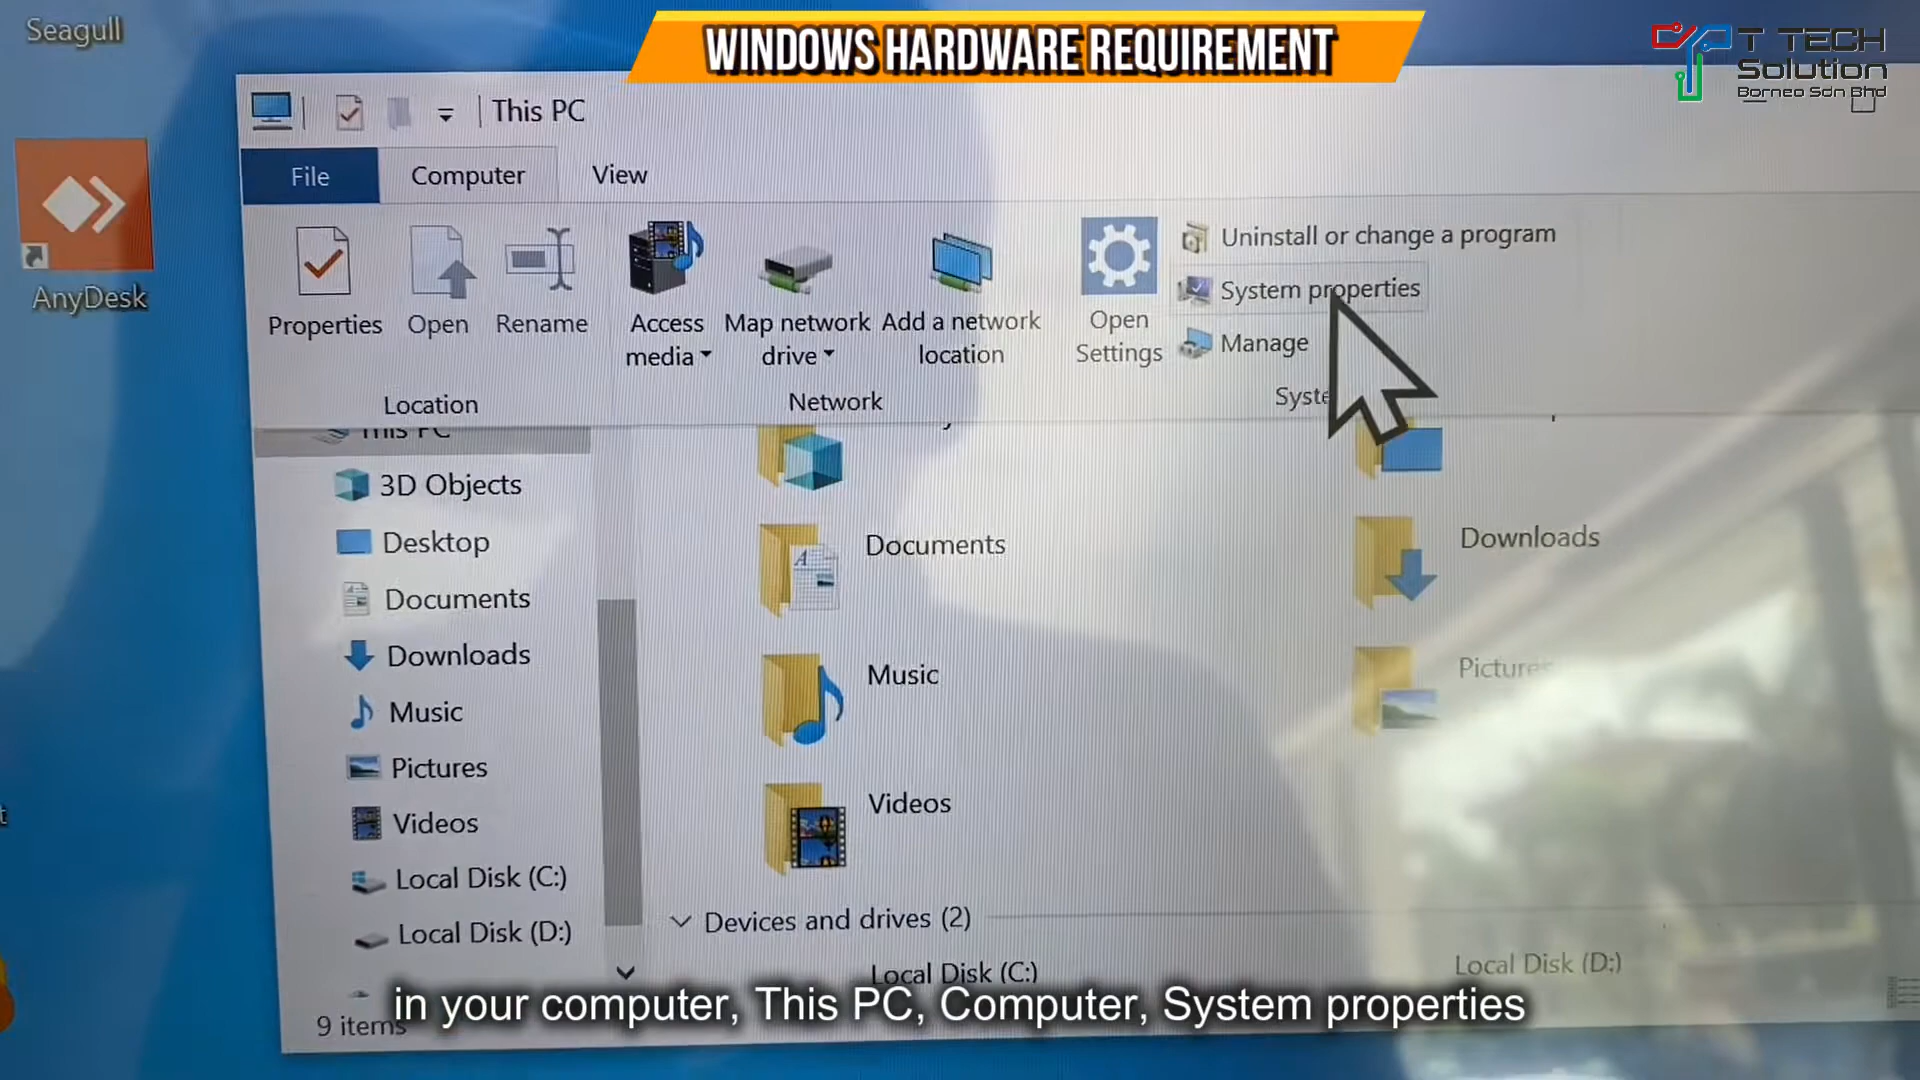 Seagull
WINDOWS HARDWARE REQUIREMENT
T TECH
Solution
Borneo Sdn Bhd
This PC
File
Computer
View
AnyDesk
Properties
Open
Rename
Access
media
Map network
drive
Add a network
location
Open
Settings
Uninstall or change a program
System properties
Manage
Location
Network
Syste
This PC
3D Objects
Desktop
Documents
Downloads
Music
Pictures
Videos
Local Disk (C:)
Local Disk (D:)
Documents
Downloads
Music
Pictures
Videos
Devices and drives (2)
Local Disk (C:)
Local Disk (D:)
9 items
in your computer, This PC, Computer, System properties